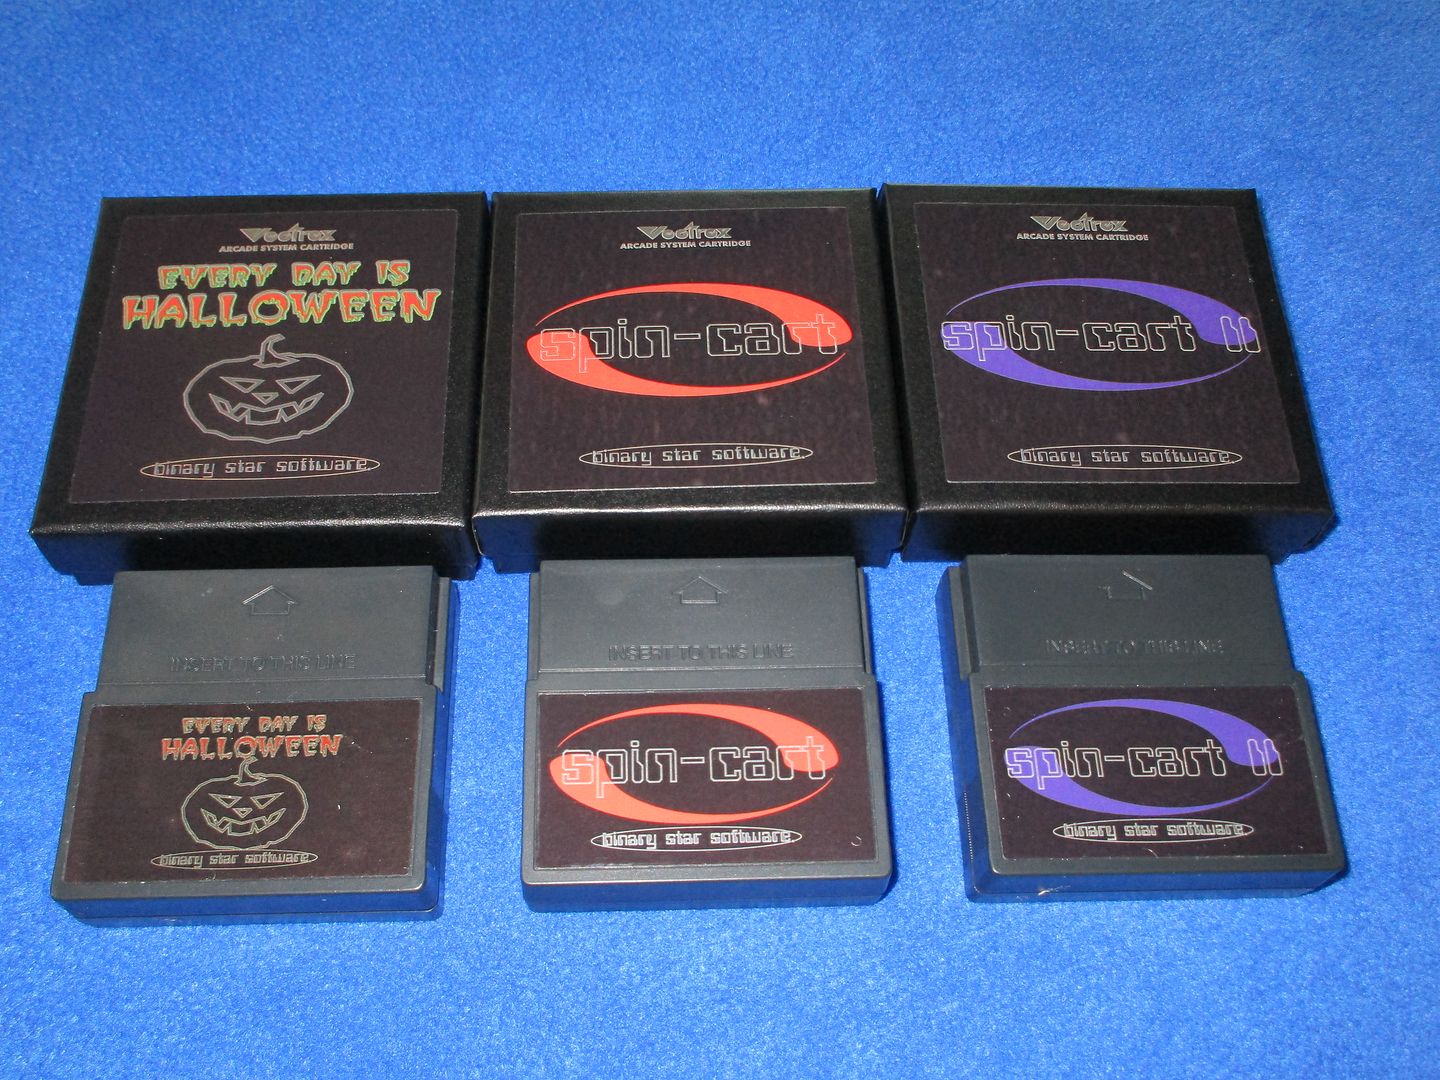 Vectrex
ARCADE SYSTEM CARTRIDGE
EVERY DAY IS
HALLOWEEN
binary star software.
Vectrex
ARCADE SYSTEM CARTRIDGE
spin-cart
binary star software.
Vectrex
ARCADE SYSTEM CARTRIDGE
spin-cart II
binary star software.
INSERT TO THIS LINE
EVERY DAY IS
HALLOWEEN
binary star software.
INSERT TO THIS LINE
spin-cart
binary star software.
INSERT TO THIS LINE
spin-cart II
binary star software.